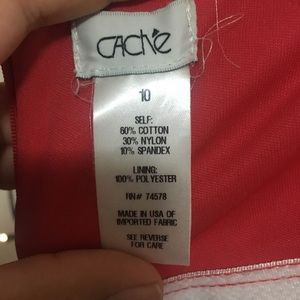 CACHé
10
SELF:
60% COTTON
30% NYLON
10% SPANDEX
LINING:
100% POLYESTER
RN# 74578
MADE IN USA OF
IMPORTED FABRIC
SEE REVERSE
FOR CARE